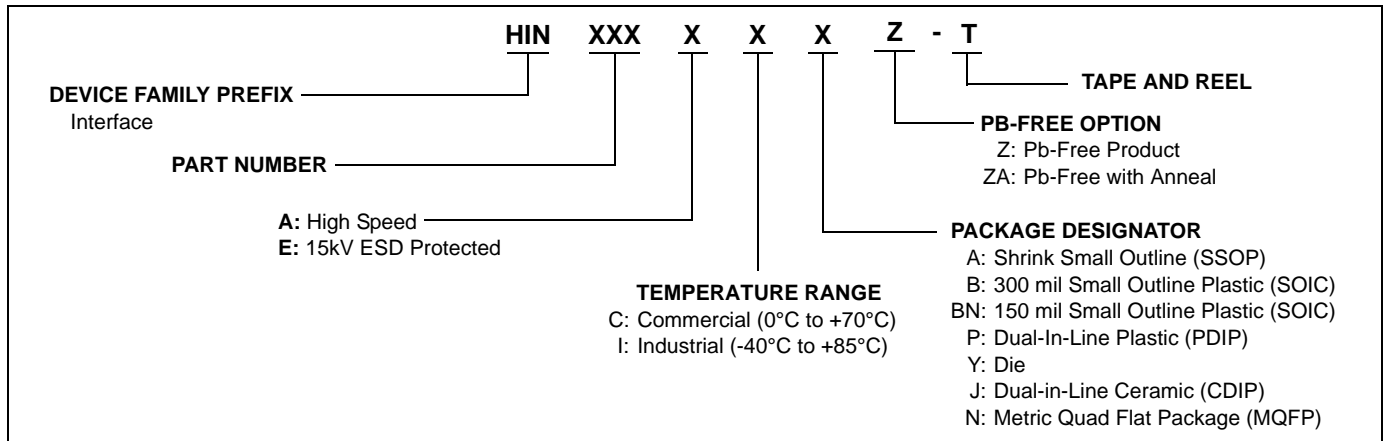 HIN XXX X X X Z - T
DEVICE FAMILY PREFIX
Interface
PART NUMBER
A: High Speed
E: 15kV ESD Protected
TEMPERATURE RANGE
C: Commercial (0°C to +70°C)
I: Industrial (-40°C to +85°C)
TAPE AND REEL
PB-FREE OPTION
Z: Pb-Free Product
ZA: Pb-Free with Anneal
PACKAGE DESIGNATOR
A: Shrink Small Outline (SSOP)
B: 300 mil Small Outline Plastic (SOIC)
BN: 150 mil Small Outline Plastic (SOIC)
P: Dual-In-Line Plastic (PDIP)
Y: Die
J: Dual-in-Line Ceramic (CDIP)
N: Metric Quad Flat Package (MQFP)